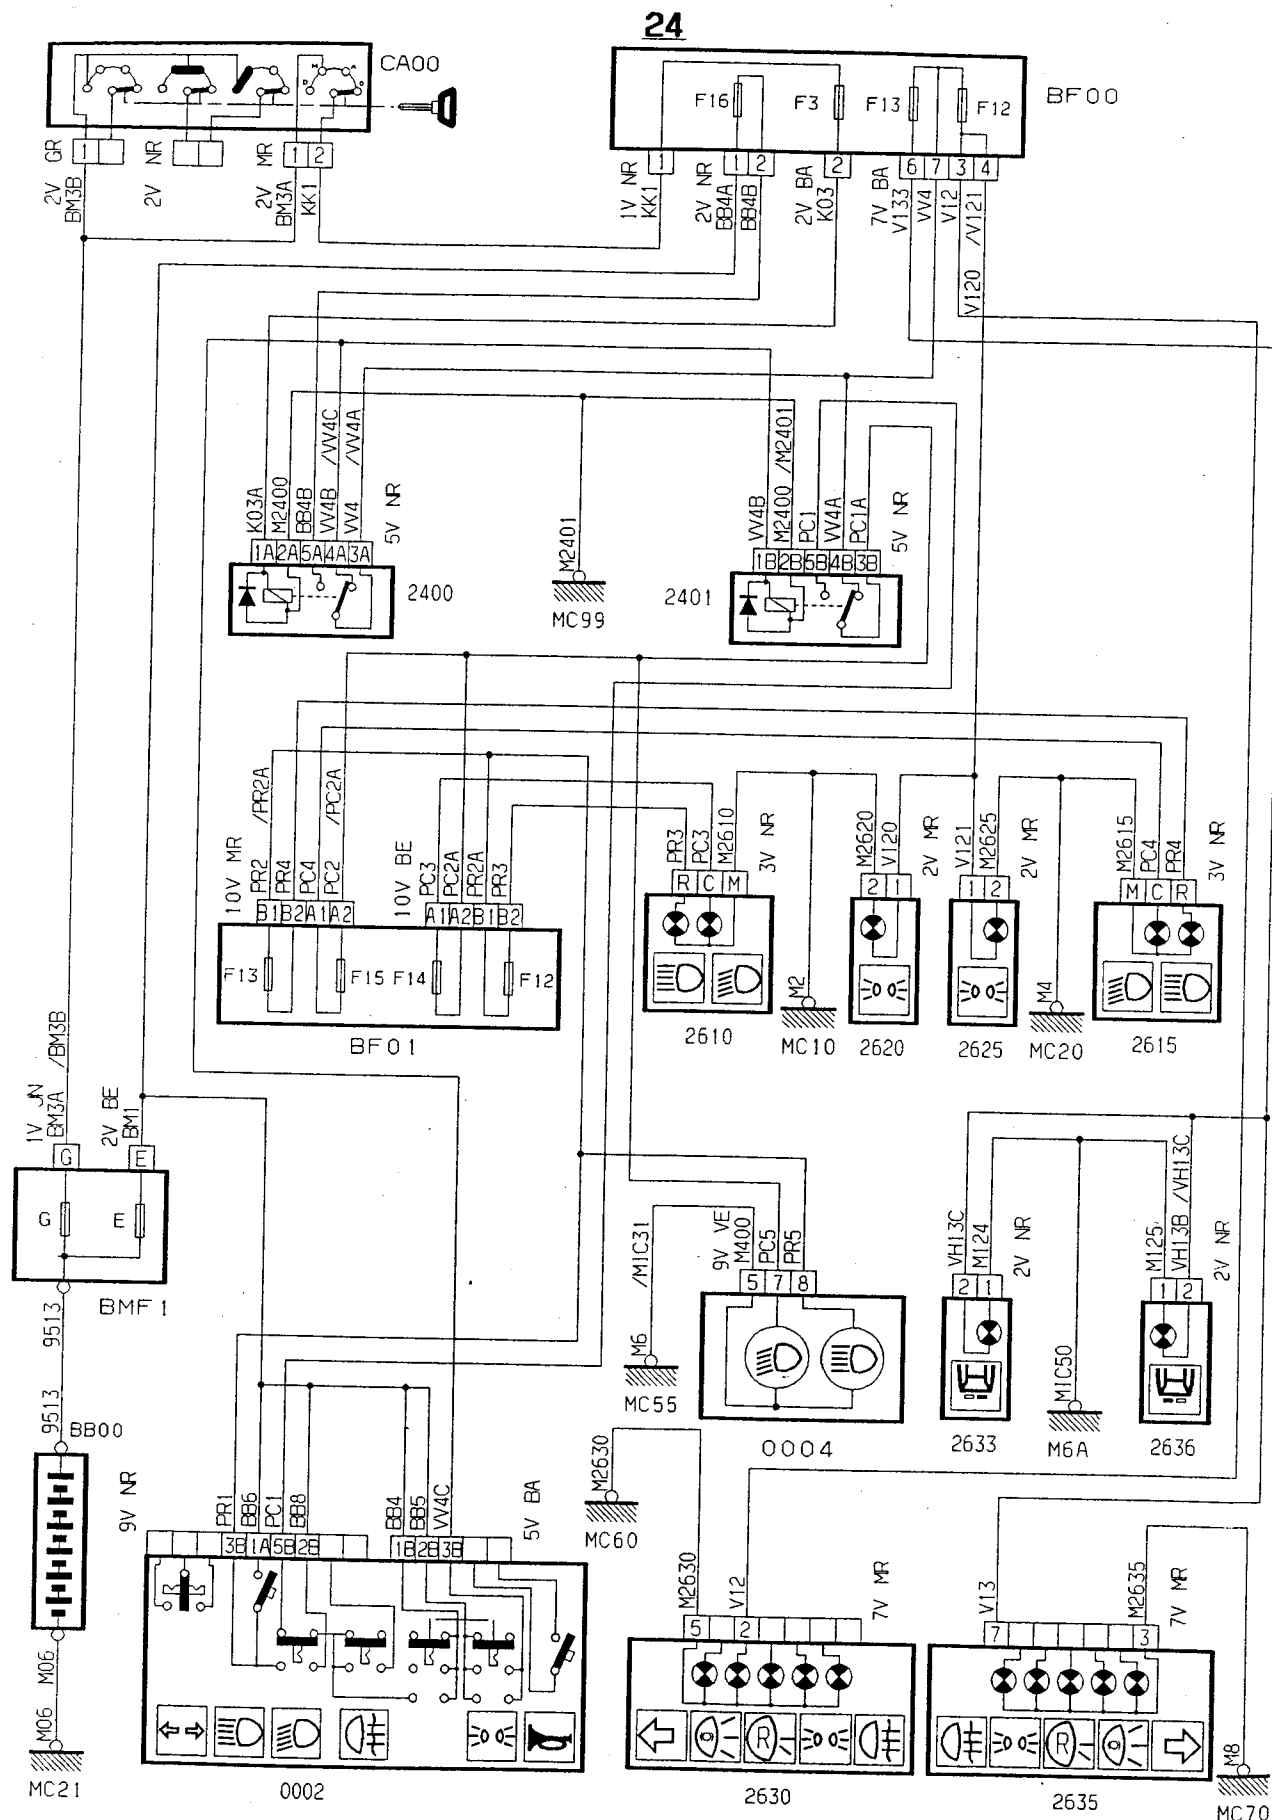 24
CA00
M
A
D
D
BF00
F16
F3
F13
F12
1
1 2
1
1 2
2
6 7 3 4
2V GR
BM3B
2V NR
2V MR
BM3A
KK1
1V NR
KK1
2V NR
BB4A
BB4B
2V BA
K03
7V BA
V133
VV4
V12
/V121
V120
K03A
M2400
BB4B
VV4B /VV4C
VV4 /VV4A
5V NR
1A 2A 5A 4A 3A
2400
M2401
MC99
VV4B
M2400 /M2401
PC1
VV4A
PC1A
5V NR
1B 2B 5B 4B 3B
2401
10V MR
PR2 /PR2A
PR4
PC4
PC2 /PC2A
10V BE
PC3
PC2A
PR2A
PR3
B1 B2 A1 A2
A1 A2 B1 B2
F13
F15
F14
F12
BF01
PR3
PC3
M2610
3V NR
R C M
2610
M2
MC10
M2620
V120
2V MR
2 1
2620
V121
M2625
2V MR
1 2
2625
M4
MC20
M2615
PC4
PR4
3V NR
M C R
2615
1V JN
BM3A /BM3B
2V BE
BM1
G
E
G
E
BMF1
9513
9513
BB00
M06
M06
MC21
M6 /MIC31
MC55
9V VE
M400
PC5
PR5
5 7 8
0004
VH13C
M124
2V NR
2 1
2633
MIC50
M6A
M125
VH13B /VH13C
2V NR
1 2
2636
9V NR
PR1
BB6
PC1
BB8
3B 1A 5B 2B
BB4
BB5
VV4C
5V BA
1B 2B 3B
0002
M2630
MC60
M2630
V12
7V MR
5 2
R
2630
V13
M2635
7V MR
7 3
R
2635
M8
MC70